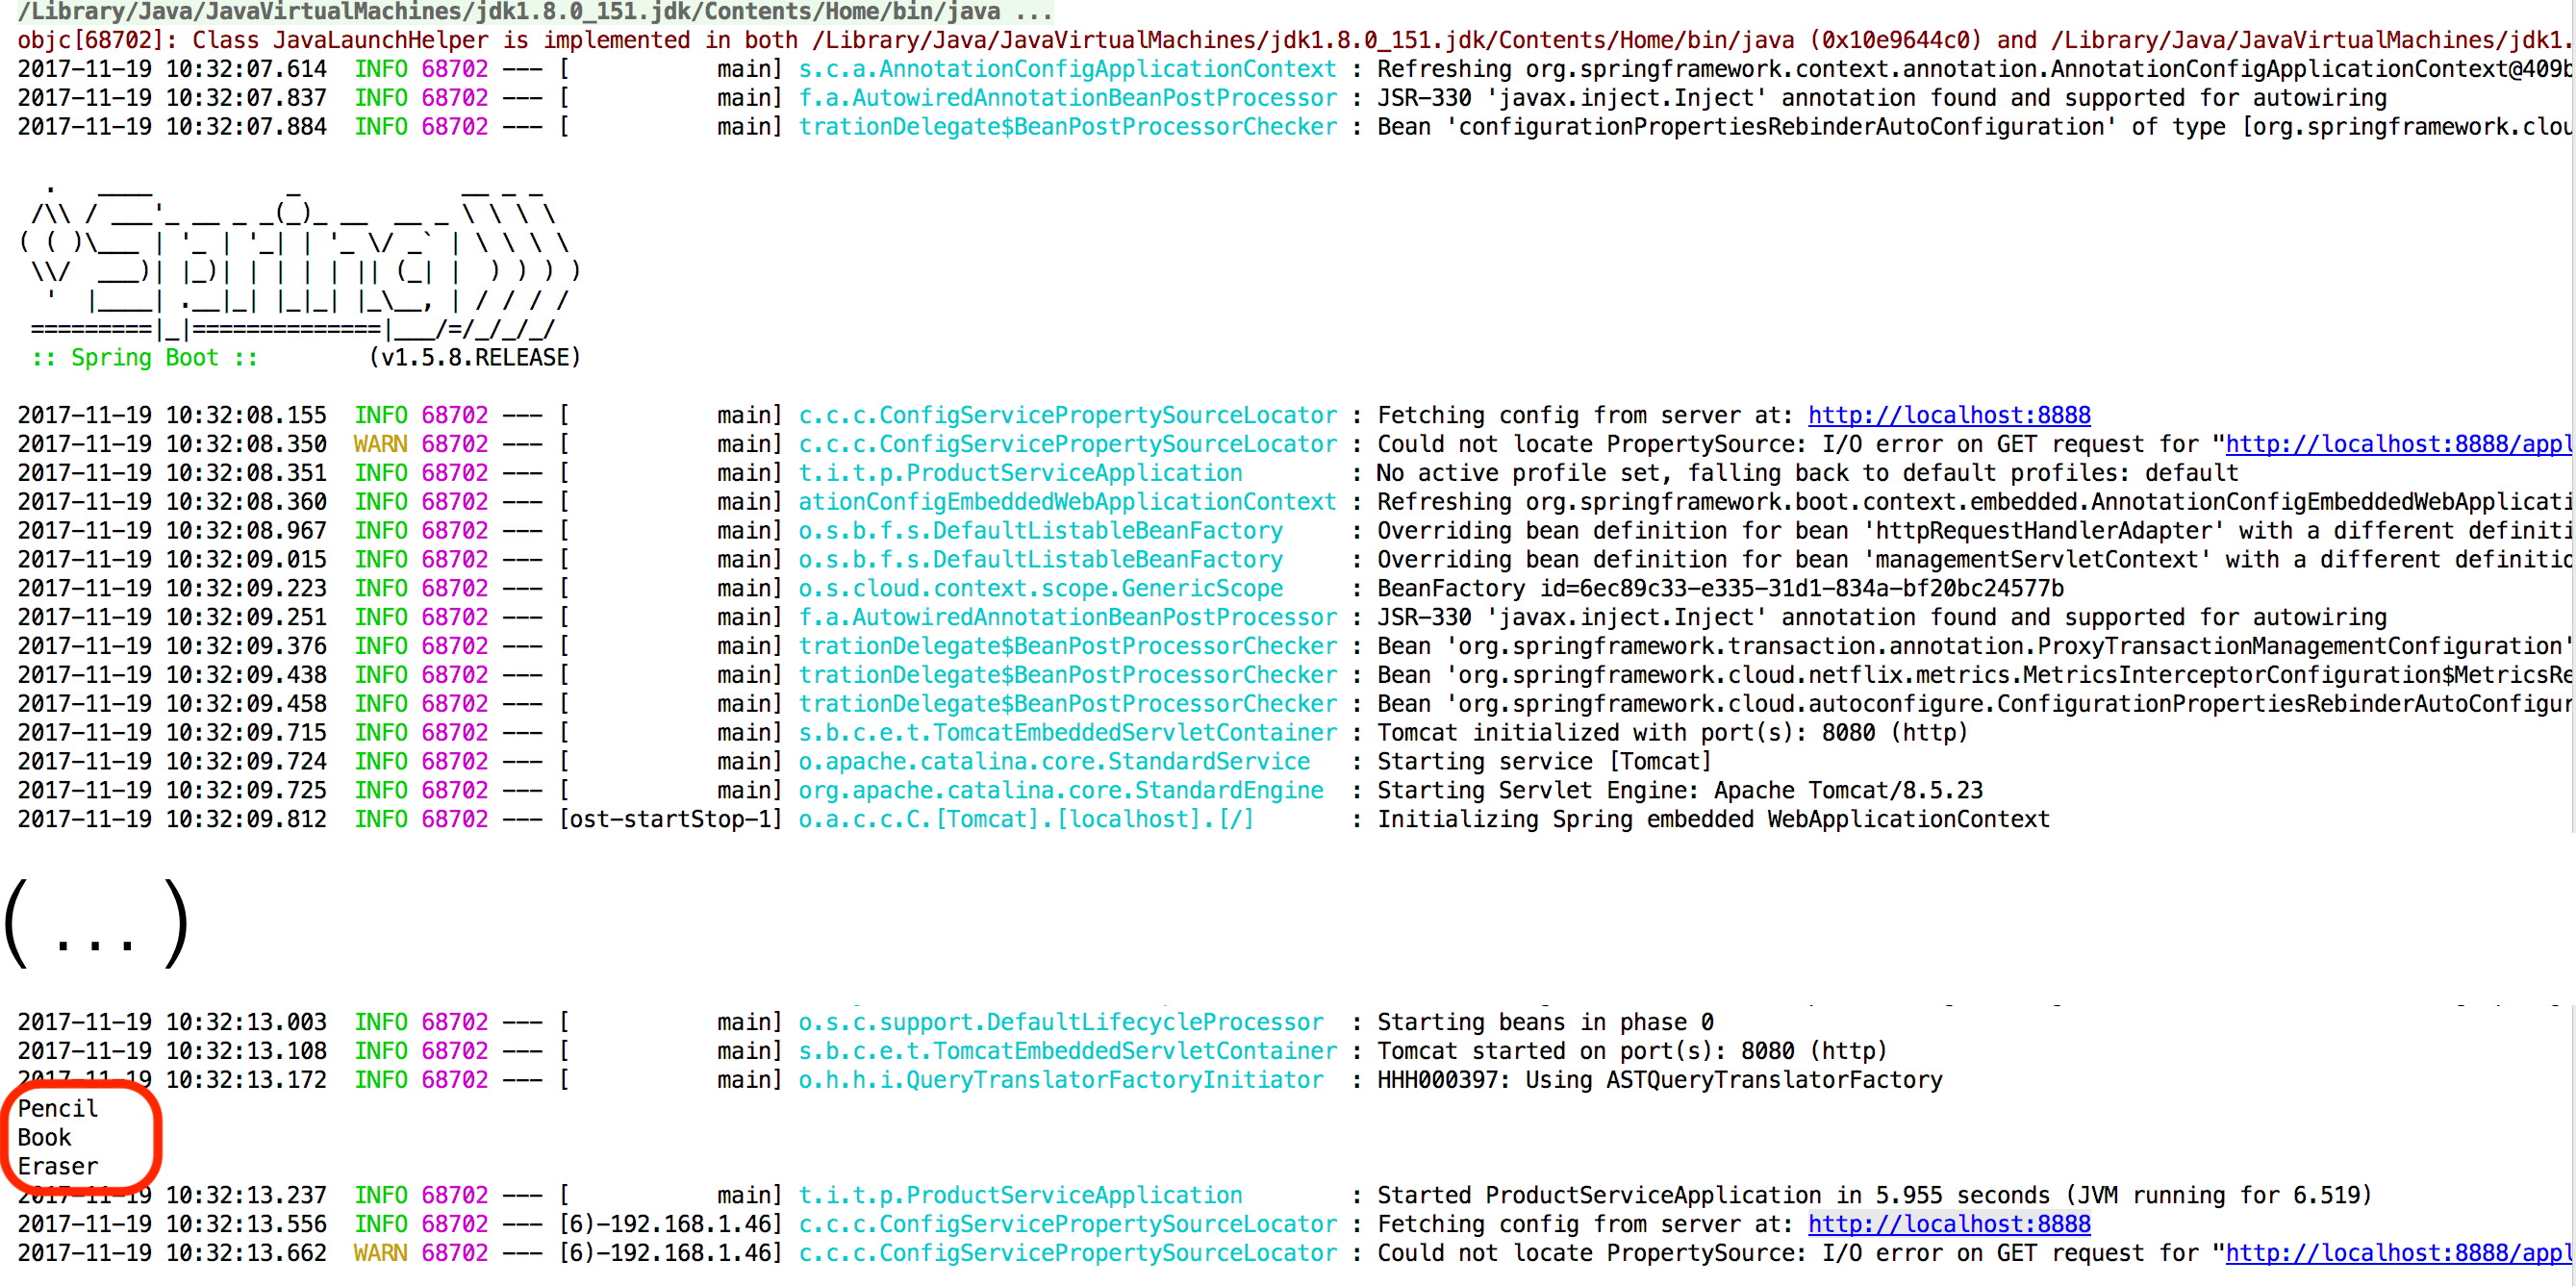 /Library/Java/JavaVirtualMachines/jdk1.8.0_151.jdk/Contents/Home/bin/java ...
objc[68702]: Class JavaLaunchHelper is implemented in both /Library/Java/JavaVirtualMachines/jdk1.8.0_151.jdk/Contents/Home/bin/java (0x10e9644c0) and /Library/Java/JavaVirtualMachines/jdk1.
2017-11-19 10:32:07.614  INFO 68702 --- [           main] s.c.a.AnnotationConfigApplicationContext : Refreshing org.springframework.context.annotation.AnnotationConfigApplicationContext@409b
2017-11-19 10:32:07.837  INFO 68702 --- [           main] f.a.AutowiredAnnotationBeanPostProcessor : JSR-330 'javax.inject.Inject' annotation found and supported for autowiring
2017-11-19 10:32:07.884  INFO 68702 --- [           main] trationDelegate$BeanPostProcessorChecker : Bean 'configurationPropertiesRebinderAutoConfiguration' of type [org.springframework.clou
  .   ____          _            __ _ _
 /\\ / ___'_ __ _ _(_)_ __  __ _ \ \ \ \
( ( )\___ | '_ | '_| | '_ \/ _` | \ \ \ \
 \\/  ___)| |_)| | | | | || (_| |  ) ) ) )
  '  |____| .__|_| |_|_| |_\__, | / / / /
 =========|_|==============|___/=/_/_/_/
 :: Spring Boot ::        (v1.5.8.RELEASE)
2017-11-19 10:32:08.155  INFO 68702 --- [           main] c.c.c.ConfigServicePropertySourceLocator : Fetching config from server at: http://localhost:8888
2017-11-19 10:32:08.350  WARN 68702 --- [           main] c.c.c.ConfigServicePropertySourceLocator : Could not locate PropertySource: I/O error on GET request for "http://localhost:8888/appl
2017-11-19 10:32:08.351  INFO 68702 --- [           main] t.i.t.p.ProductServiceApplication        : No active profile set, falling back to default profiles: default
2017-11-19 10:32:08.360  INFO 68702 --- [           main] ationConfigEmbeddedWebApplicationContext : Refreshing org.springframework.boot.context.embedded.AnnotationConfigEmbeddedWebApplicati
2017-11-19 10:32:08.967  INFO 68702 --- [           main] o.s.b.f.s.DefaultListableBeanFactory     : Overriding bean definition for bean 'httpRequestHandlerAdapter' with a different definiti
2017-11-19 10:32:09.015  INFO 68702 --- [           main] o.s.b.f.s.DefaultListableBeanFactory     : Overriding bean definition for bean 'managementServletContext' with a different definitio
2017-11-19 10:32:09.223  INFO 68702 --- [           main] o.s.cloud.context.scope.GenericScope     : BeanFactory id=6ec89c33-e335-31d1-834a-bf20bc24577b
2017-11-19 10:32:09.251  INFO 68702 --- [           main] f.a.AutowiredAnnotationBeanPostProcessor : JSR-330 'javax.inject.Inject' annotation found and supported for autowiring
2017-11-19 10:32:09.376  INFO 68702 --- [           main] trationDelegate$BeanPostProcessorChecker : Bean 'org.springframework.transaction.annotation.ProxyTransactionManagementConfiguration'
2017-11-19 10:32:09.438  INFO 68702 --- [           main] trationDelegate$BeanPostProcessorChecker : Bean 'org.springframework.cloud.netflix.metrics.MetricsInterceptorConfiguration$MetricsRe
2017-11-19 10:32:09.458  INFO 68702 --- [           main] trationDelegate$BeanPostProcessorChecker : Bean 'org.springframework.cloud.autoconfigure.ConfigurationPropertiesRebinderAutoConfigur
2017-11-19 10:32:09.715  INFO 68702 --- [           main] s.b.c.e.t.TomcatEmbeddedServletContainer : Tomcat initialized with port(s): 8080 (http)
2017-11-19 10:32:09.724  INFO 68702 --- [           main] o.apache.catalina.core.StandardService   : Starting service [Tomcat]
2017-11-19 10:32:09.725  INFO 68702 --- [           main] org.apache.catalina.core.StandardEngine  : Starting Servlet Engine: Apache Tomcat/8.5.23
2017-11-19 10:32:09.812  INFO 68702 --- [ost-startStop-1] o.a.c.c.C.[Tomcat].[localhost].[/]       : Initializing Spring embedded WebApplicationContext
(...)
2017-11-19 10:32:13.003  INFO 68702 --- [           main] o.s.c.support.DefaultLifecycleProcessor  : Starting beans in phase 0
2017-11-19 10:32:13.108  INFO 68702 --- [           main] s.b.c.e.t.TomcatEmbeddedServletContainer : Tomcat started on port(s): 8080 (http)
2017-11-19 10:32:13.172  INFO 68702 --- [           main] o.h.h.i.QueryTranslatorFactoryInitiator  : HHH000397: Using ASTQueryTranslatorFactory
Pencil
Book
Eraser
2017-11-19 10:32:13.237  INFO 68702 --- [           main] t.i.t.p.ProductServiceApplication        : Started ProductServiceApplication in 5.955 seconds (JVM running for 6.519)
2017-11-19 10:32:13.556  INFO 68702 --- [6)-192.168.1.46] c.c.c.ConfigServicePropertySourceLocator : Fetching config from server at: http://localhost:8888
2017-11-19 10:32:13.662  WARN 68702 --- [6)-192.168.1.46] c.c.c.ConfigServicePropertySourceLocator : Could not locate PropertySource: I/O error on GET request for "http://localhost:8888/appl